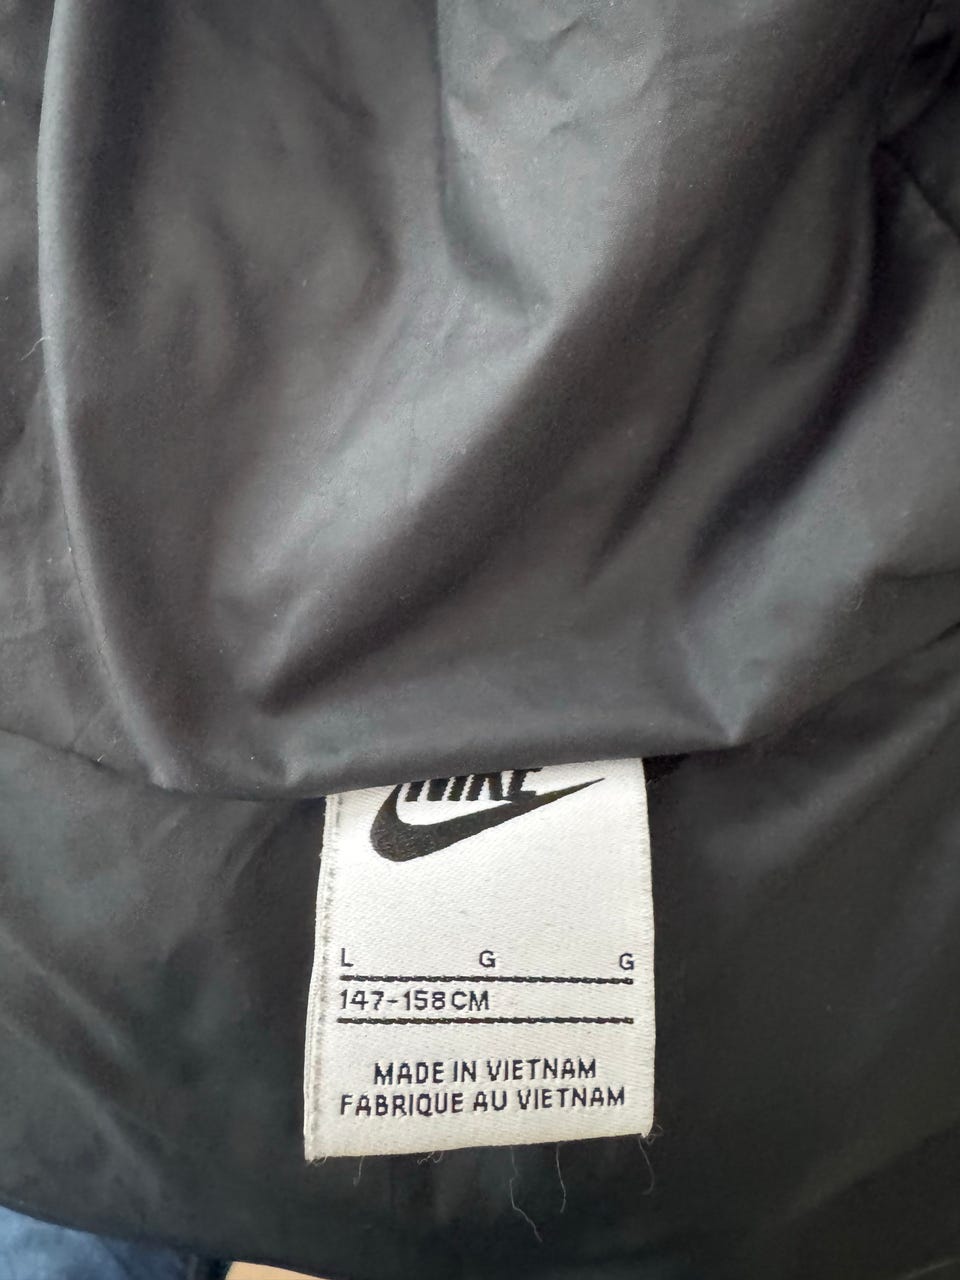 NIKE
L G G
147-158CM
MADE IN VIETNAM
FABRIQUE AU VIETNAM